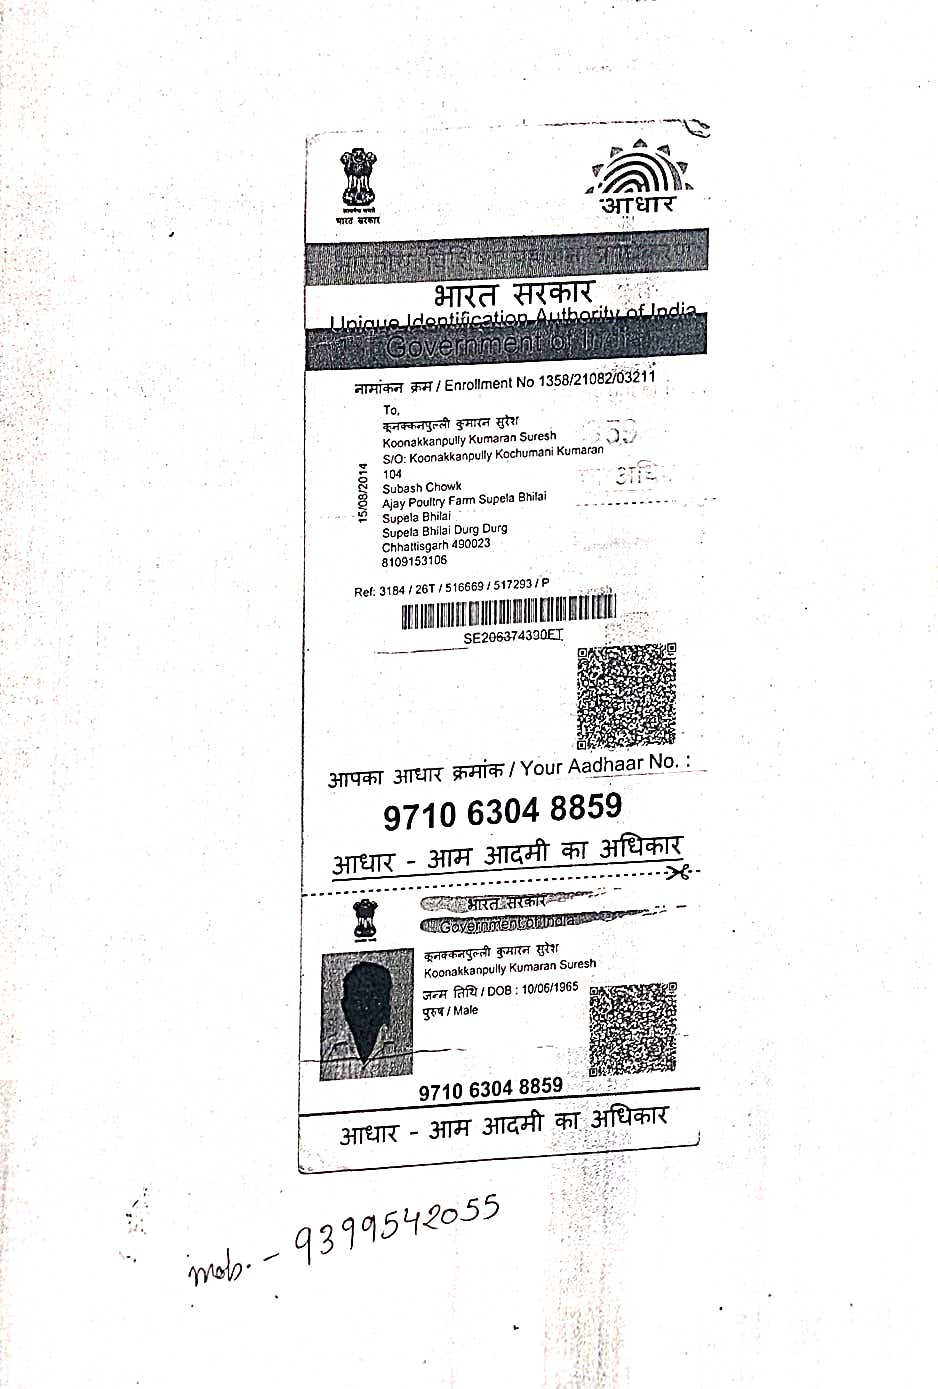 सत्यमेव जयते
भारत सरकार
आधार
भारत सरकार
Unique Identification Authority of India
Government of India
नामांकन क्रम / Enrollment No 1358/21082/03211
To,
कूनक्कनपुल्ली कुमारन सुरेश
Koonakkanpully Kumaran Suresh
S/O: Koonakkanpully Kochumani Kumaran
104
Subash Chowk
Ajay Poultry Farm Supela Bhilai
Supela Bhilai
Supela Bhilai Durg Durg
Chhattisgarh 490023
8109153106
15/08/2014
Ref: 3184 / 26T / 516669 / 517293 / P
SE206374390ET
आपका आधार क्रमांक / Your Aadhaar No. :
9710 6304 8859
आधार - आम आदमी का अधिकार
भारत सरकार
Government of India
कूनक्कनपुल्ली कुमारन सुरेश
Koonakkanpully Kumaran Suresh
जन्म तिथि / DOB : 10/06/1965
पुरुष / Male
9710 6304 8859
आधार - आम आदमी का अधिकार
mob. - 9399542055